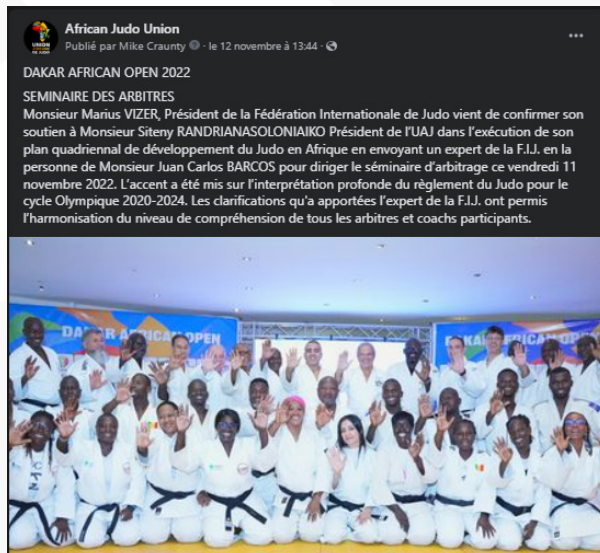 African Judo Union
Publié par Mike Craunty · le 12 novembre à 13:44 ·
DAKAR AFRICAN OPEN 2022
SEMINAIRE DES ARBITRES
Monsieur Marius VIZER, Président de la Fédération Internationale de Judo vient de confirmer son
soutien à Monsieur Siteny RANDRIANASOLONIAIKO Président de l'UAJ dans l'exécution de son
plan quadriennal de développement du Judo en Afrique en envoyant un expert de la F.I.J. en la
personne de Monsieur Juan Carlos BARCOS pour diriger le séminaire d'arbitrage ce vendredi 11
novembre 2022. L'accent a été mis sur l'interprétation profonde du règlement du Judo pour le
cycle Olympique 2020-2024. Les clarifications qu'a apportées l'expert de la F.I.J. ont permis
l'harmonisation du niveau de compréhension de tous les arbitres et coachs participants.
DAKAR AFRICAN OPEN
AFRICAN OPEN